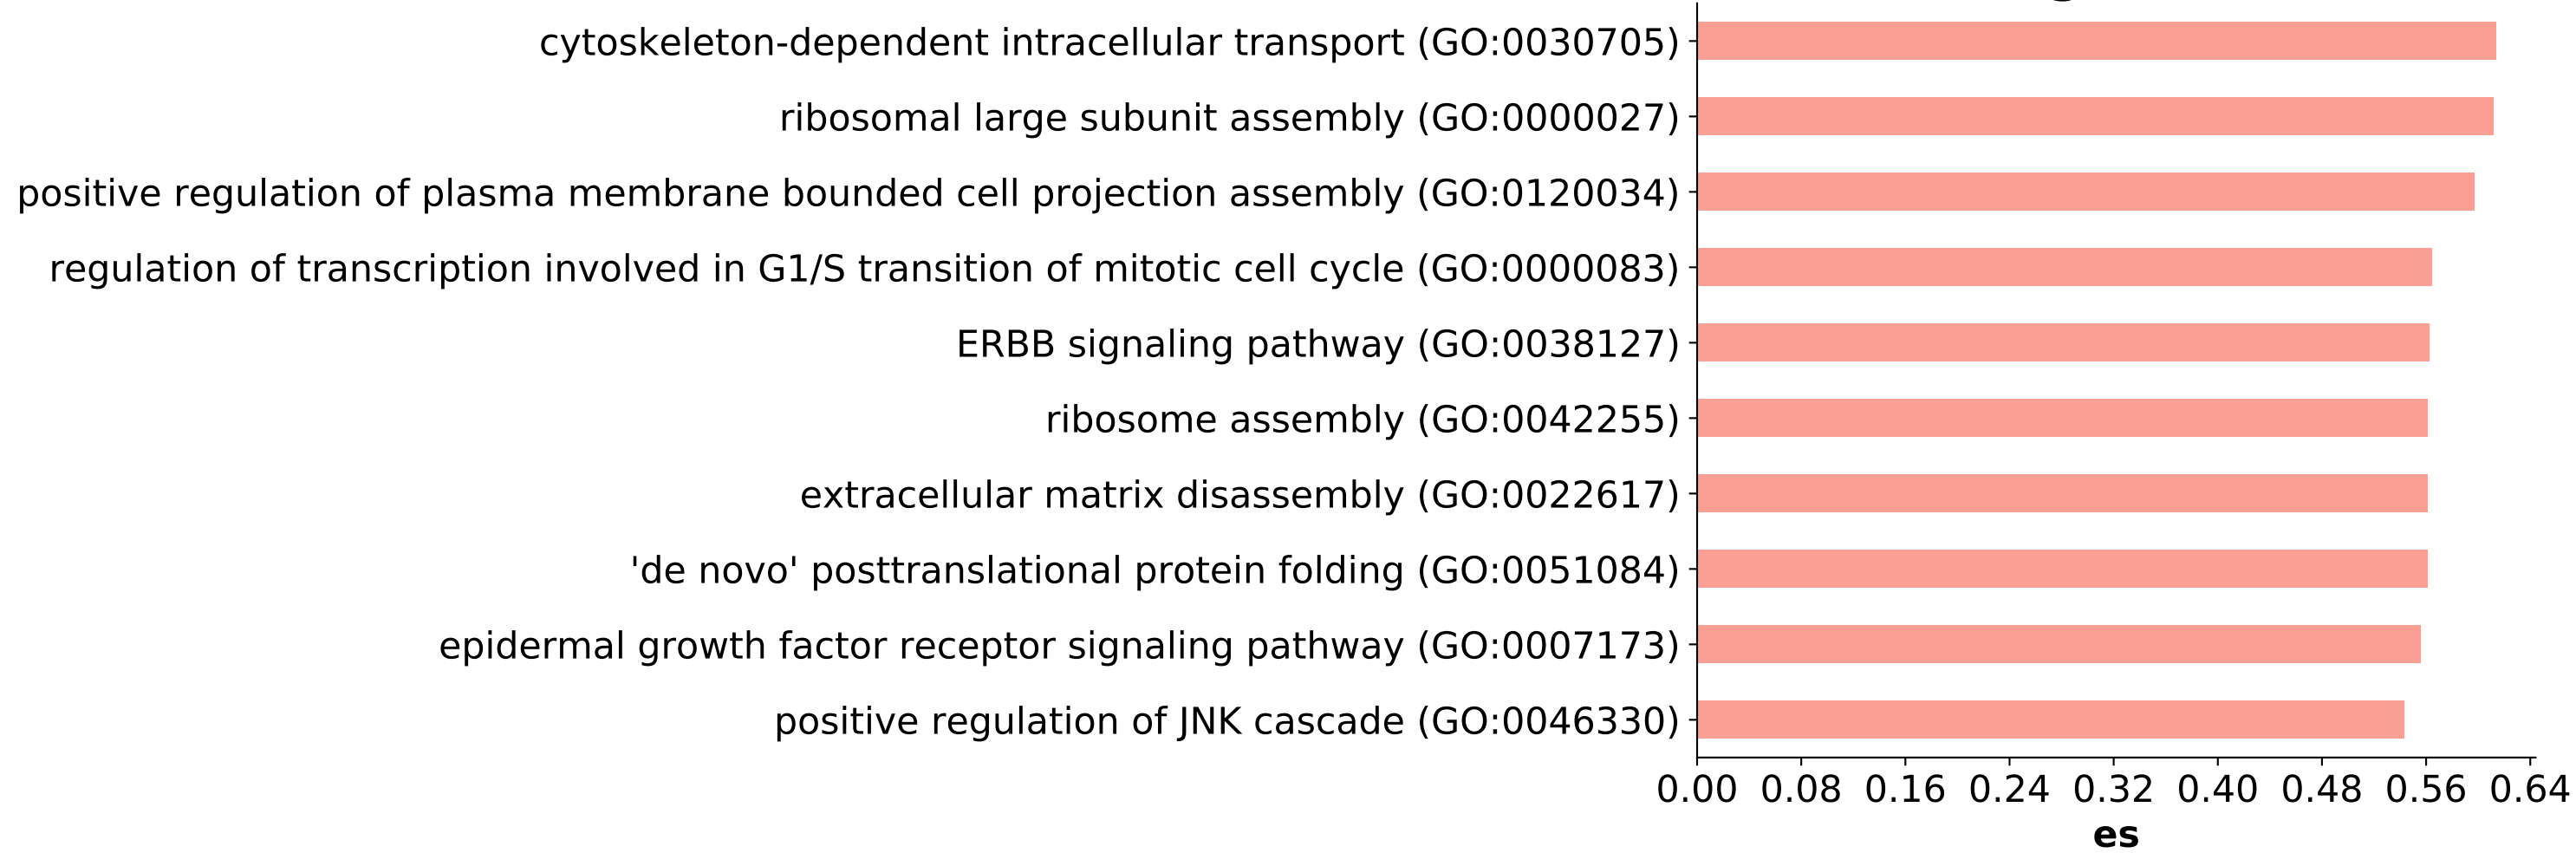 cytoskeleton-dependent intracellular transport (GO:0030705)
ribosomal large subunit assembly (GO:0000027)
positive regulation of plasma membrane bounded cell projection assembly (GO:0120034)
regulation of transcription involved in G1/S transition of mitotic cell cycle (GO:0000083)
ERBB signaling pathway (GO:0038127)
ribosome assembly (GO:0042255)
extracellular matrix disassembly (GO:0022617)
'de novo' posttranslational protein folding (GO:0051084)
epidermal growth factor receptor signaling pathway (GO:0007173)
positive regulation of JNK cascade (GO:0046330)
0.00 0.08 0.16 0.24 0.32 0.40 0.48 0.56 0.64
es